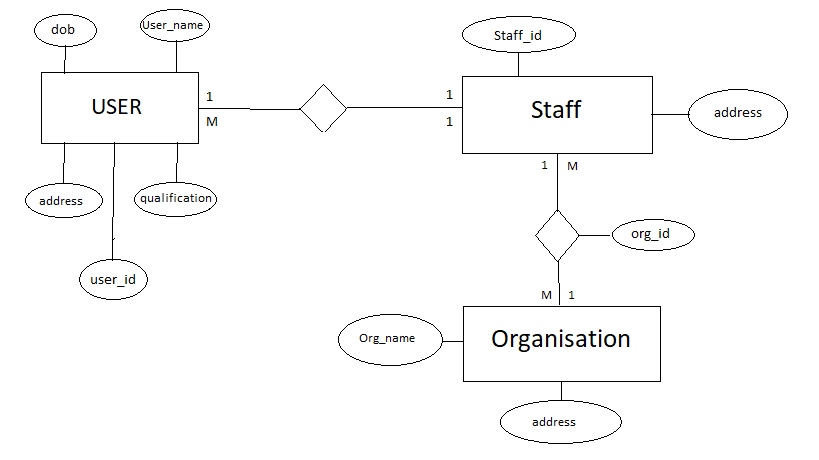 dob
User_name
Staff_id
USER
1
M
1
1
Staff
address
address
qualification
user_id
1
M
org_id
M
1
Org_name
Organisation
address